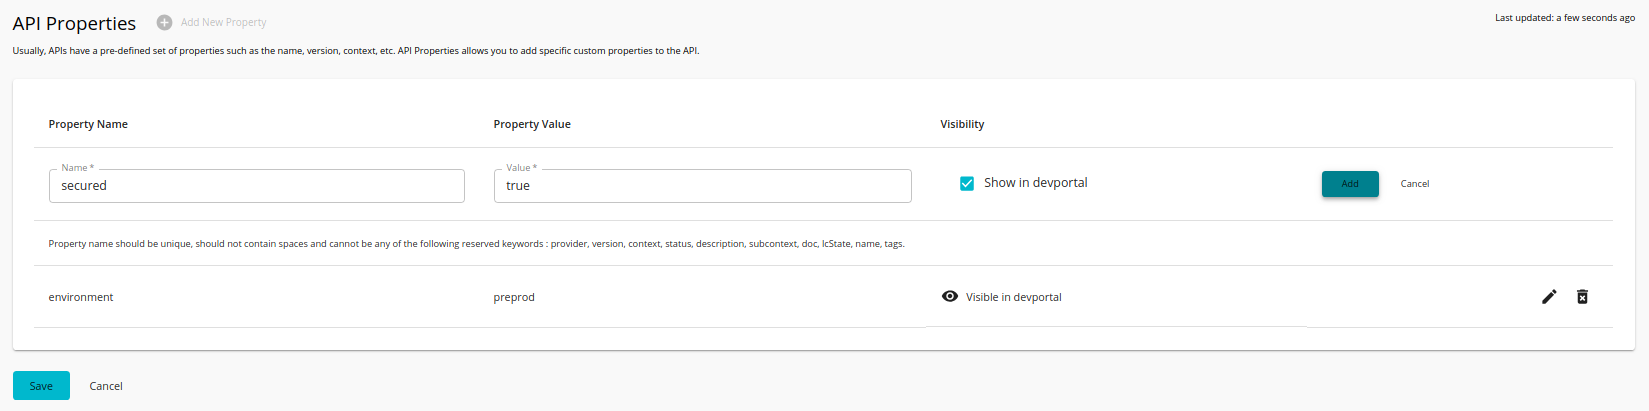 API Properties
Add New Property
Last updated: a few seconds ago
Usually, APIs have a pre-defined set of properties such as the name, version, context, etc. API Properties allows you to add specific custom properties to the API.
Property Name
Property Value
Visibility
Name *
secured
Value *
true
Show in devportal
Add
Cancel
Property name should be unique, should not contain spaces and cannot be any of the following reserved keywords : provider, version, context, status, description, subcontext, doc, lcState, name, tags.
environment
preprod
Visible in devportal
Save
Cancel